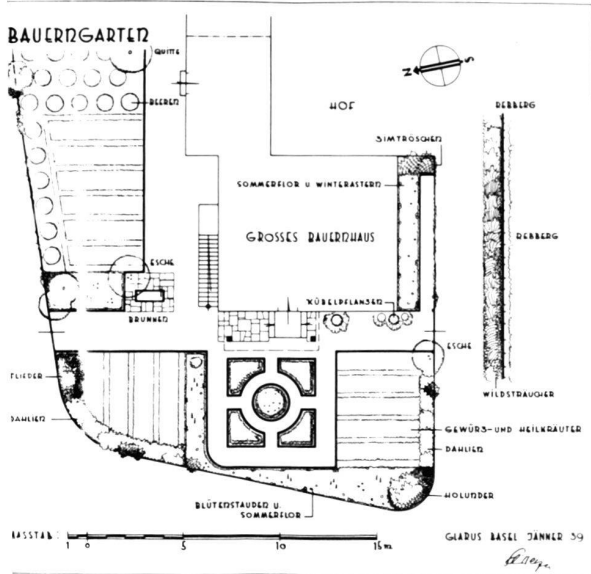 BAUERNGARTEN
QUITTE
N S
BEEREN
HOF
REBBERG
ZIMTRÖSCHEN
SOMMERFLOR U WINTERASTERN
GROSSES BAUERNHAUS
REBBERG
ESCHE
KÜBELPFLANZEN
BRUNNEN
ESCHE
FLIEDER
WILDSTRÄUCHER
DAHLIEN
GEWÜRZ- UND HEILKRÄUTER
DAHLIEN
HOLUNDER
BLÜTENSTAUDEN U.
SOMMERFLOR
MASSTAB:
1 0 5 10 15 m
GLARUS BASEL JÄNNER 39